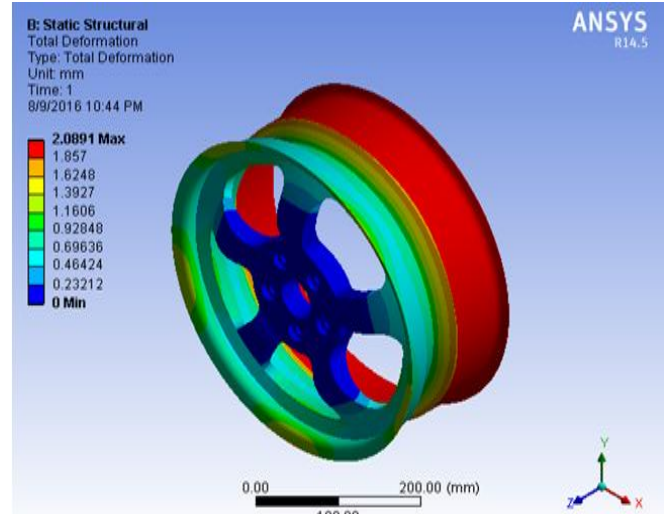 B: Static Structural
Total Deformation
Type: Total Deformation
Unit: mm
Time: 1
8/9/2016 10:44 PM
2.0891 Max
1.857
1.6248
1.3927
1.1606
0.92848
0.69636
0.46424
0.23212
0 Min
ANSYS
R14.5
0.00 200.00 (mm)
100.00
Y
Z X